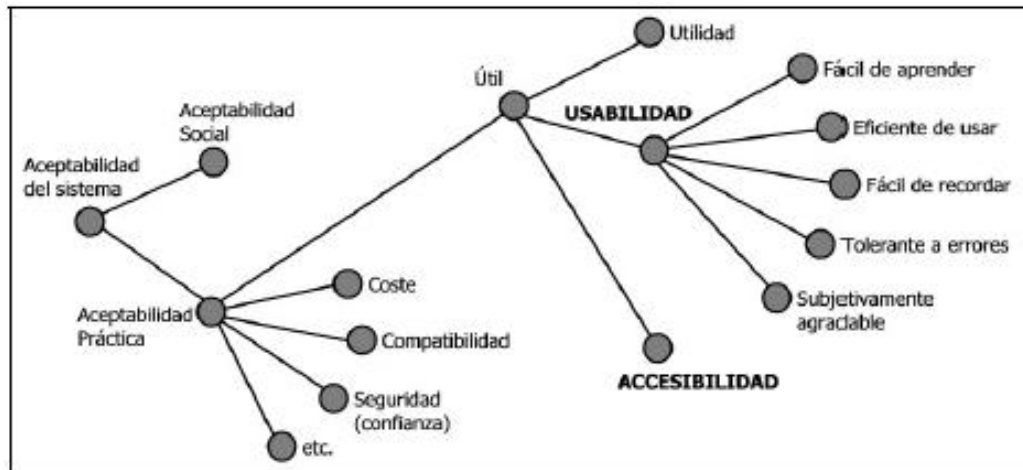 Utilidad
Útil
Fácil de aprender
USABILIDAD
Eficiente de usar
Fácil de recordar
Tolerante a errores
Subjetivamente
agradable
ACCESIBILIDAD
Aceptabilidad
Social
Aceptabilidad
del sistema
Aceptabilidad
Práctica
Coste
Compatibilidad
Seguridad
(confianza)
etc.